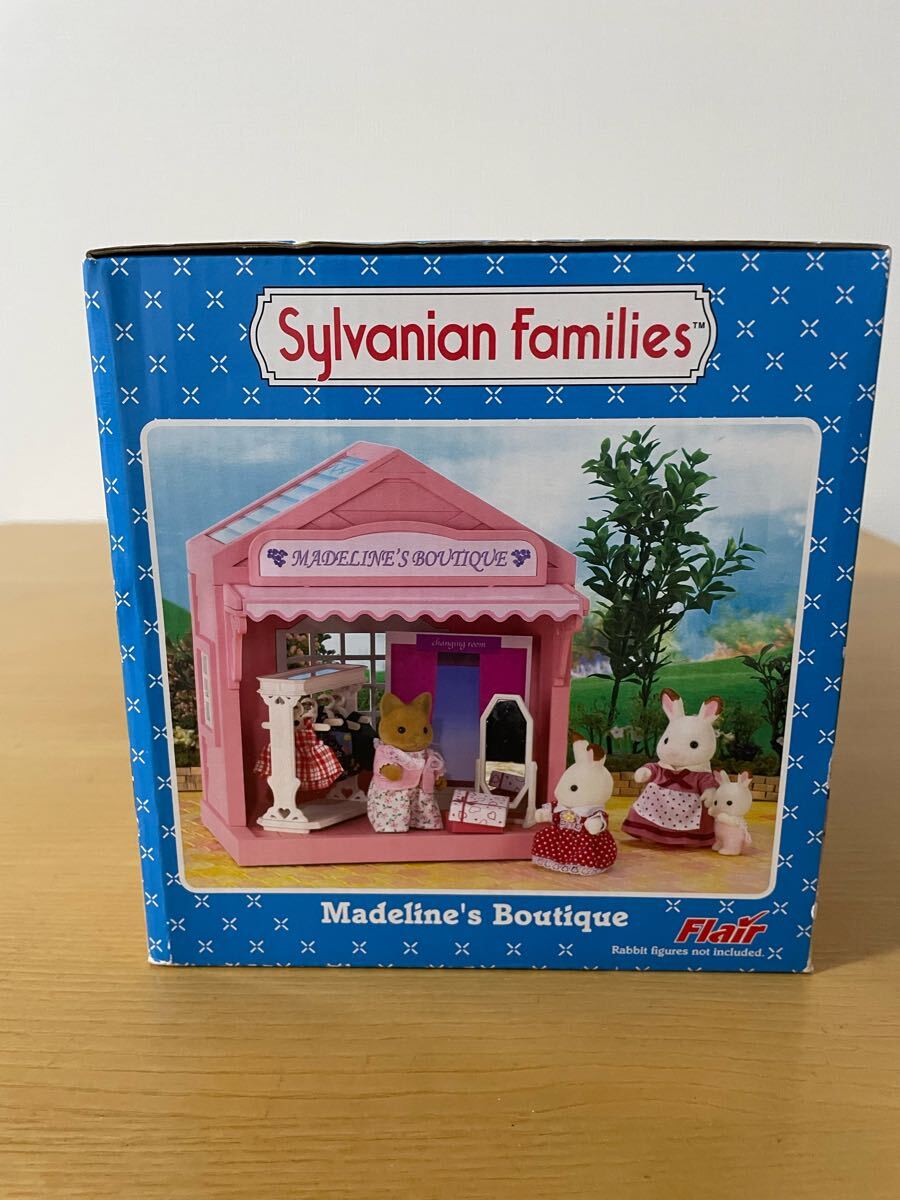 Sylvanian Families™
MADELINE'S BOUTIQUE
changing room
Madeline's Boutique
Flair
Rabbit figures not included.